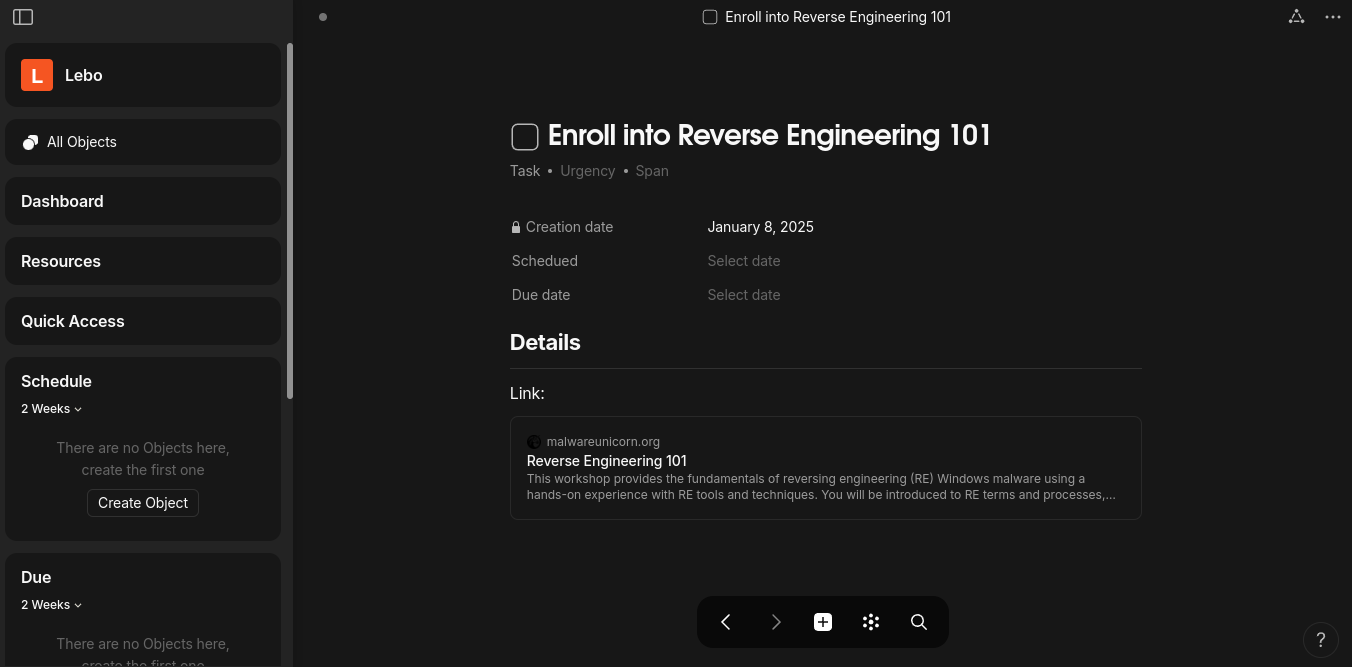 Enroll into Reverse Engineering 101
L Lebo
All Objects
Dashboard
Resources
Quick Access
Schedule
2 Weeks
There are no Objects here,
create the first one
Create Object
Due
2 Weeks
There are no Objects here,
create the first one
Enroll into Reverse Engineering 101
Task • Urgency • Span
Creation date January 8, 2025
Schedued Select date
Due date Select date
Details
Link:
malwareunicorn.org
Reverse Engineering 101
This workshop provides the fundamentals of reversing engineering (RE) Windows malware using a
hands-on experience with RE tools and techniques. You will be introduced to RE terms and processes,...
?